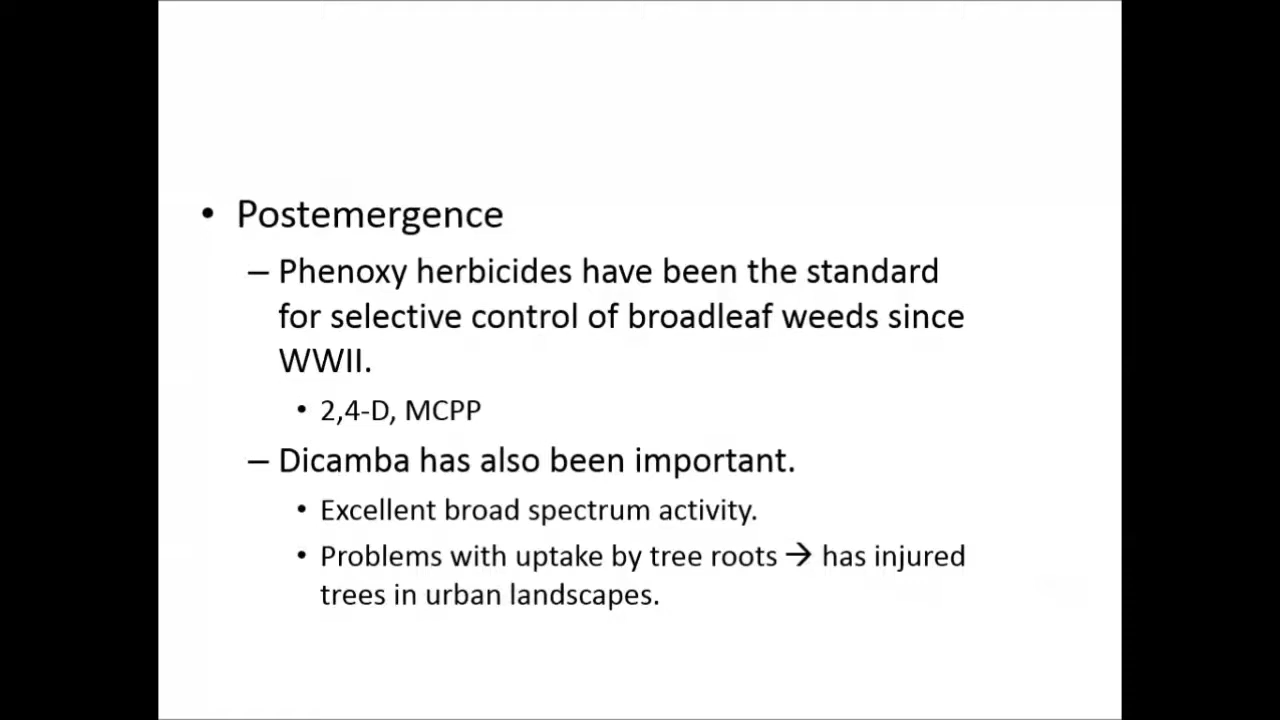 • Postemergence
– Phenoxy herbicides have been the standard
for selective control of broadleaf weeds since
WWII.
• 2,4-D, MCPP
– Dicamba has also been important.
• Excellent broad spectrum activity.
• Problems with uptake by tree roots → has injured
trees in urban landscapes.